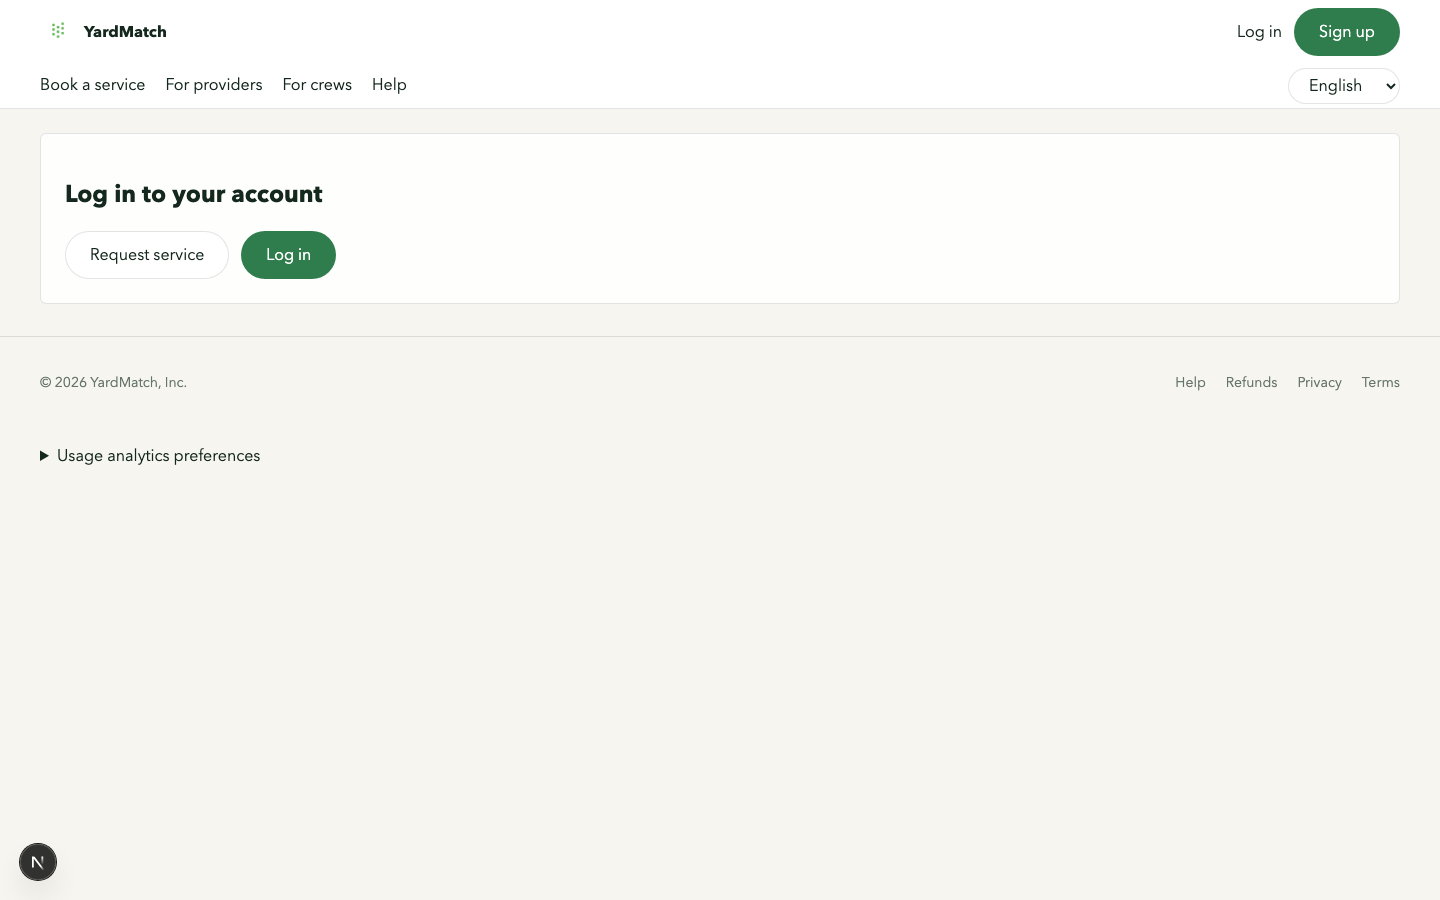 YardMatch
Log in
Sign up
Book a service
For providers
For crews
Help
English
Log in to your account
Request service
Log in
© 2026 YardMatch, Inc.
Help
Refunds
Privacy
Terms
Usage analytics preferences
N